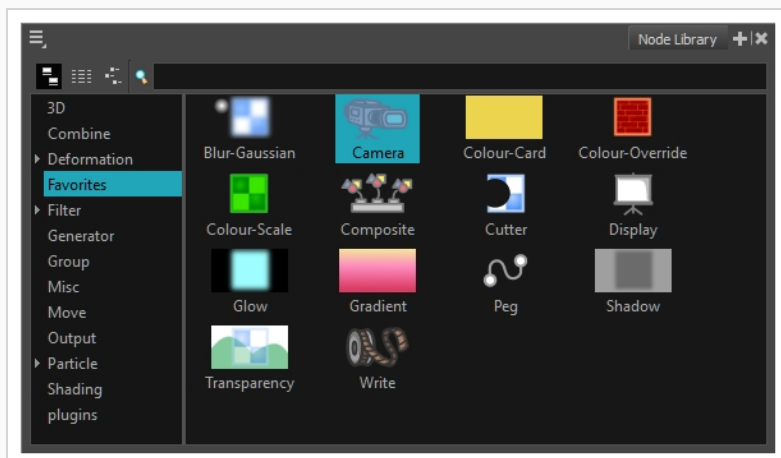 Node Library
3D
Combine
Deformation
Favorites
Filter
Generator
Group
Misc
Move
Output
Particle
Shading
plugins
Blur-Gaussian Camera Colour-Card Colour-Override
Colour-Scale Composite Cutter Display
Glow Gradient Peg Shadow
Transparency Write